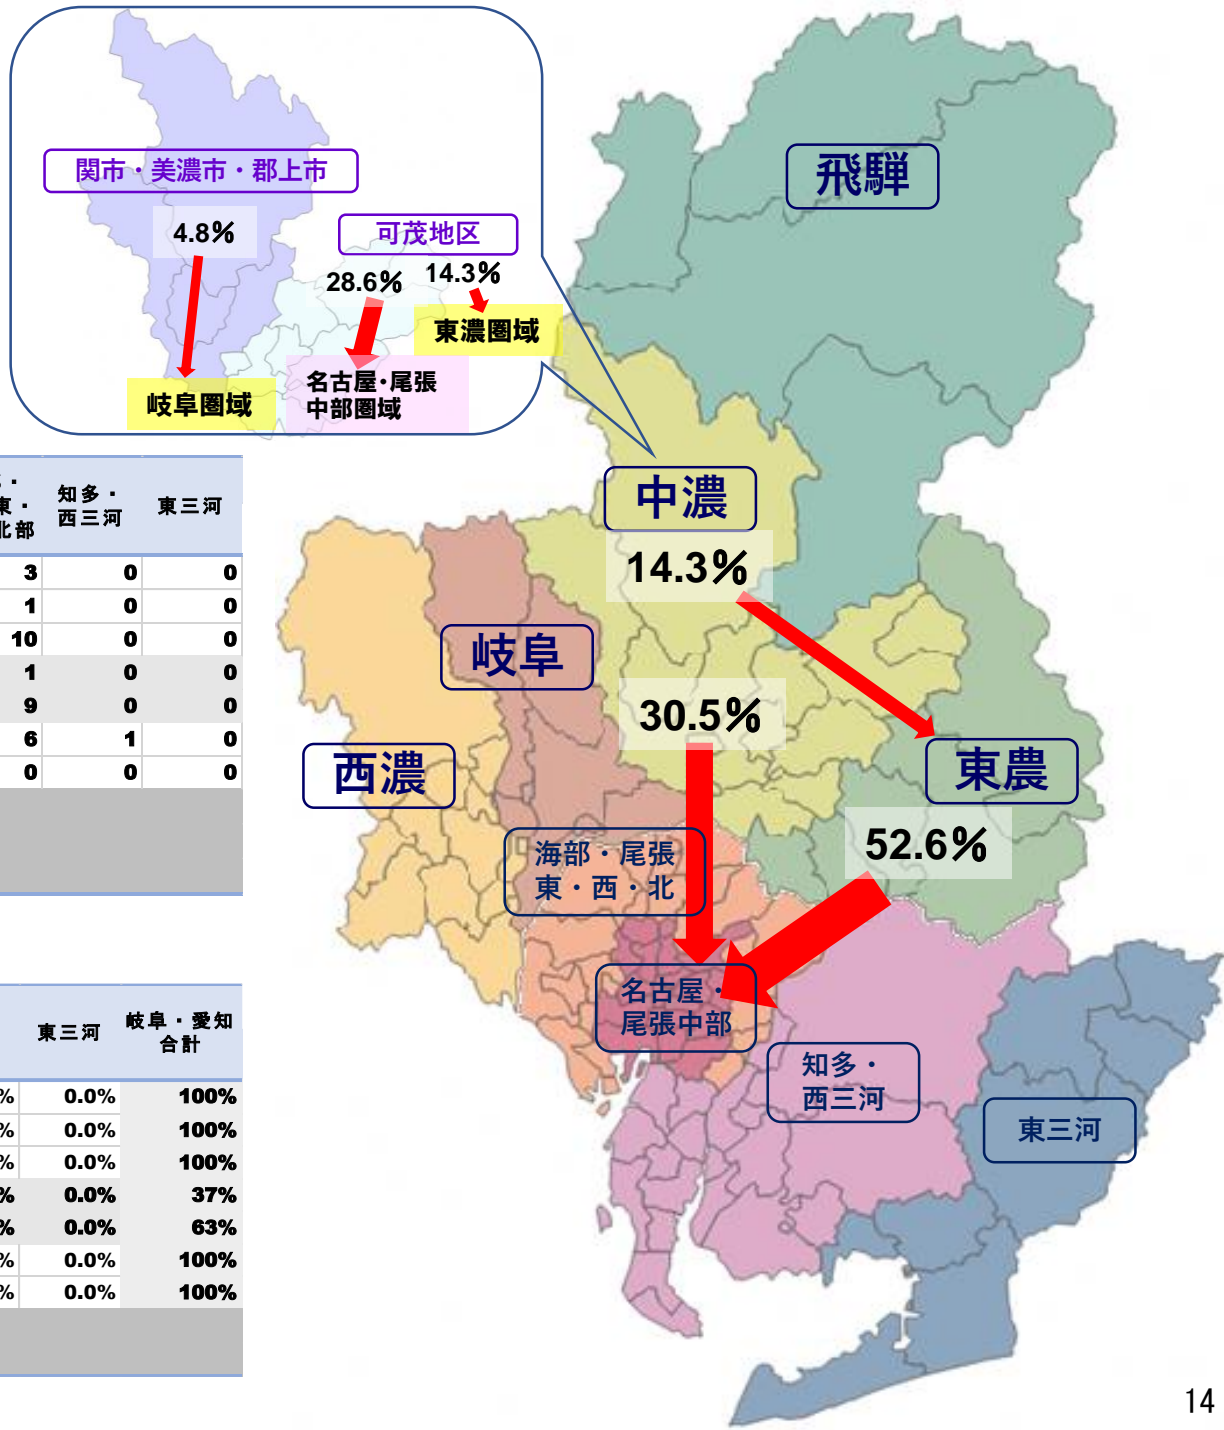 関市・美濃市・郡上市
4.8%
可茂地区
28.6%
14.3%
東濃圏域
岐阜圏域
名古屋・尾張
中部圏域
飛騨
中濃
14.3%
岐阜
30.5%
西濃
東農
52.6%
海部・尾張
東・西・北
名古屋・
尾張中部
知多・
西三河
東三河
東・
北部
知多・
西三河
東三河
3 0 0
1 0 0
10 0 0
1 0 0
9 0 0
6 1 0
0 0 0
東三河
岐阜・愛知
合計
% 0.0% 100%
% 0.0% 100%
% 0.0% 100%
% 0.0% 37%
% 0.0% 63%
% 0.0% 100%
% 0.0% 100%
14